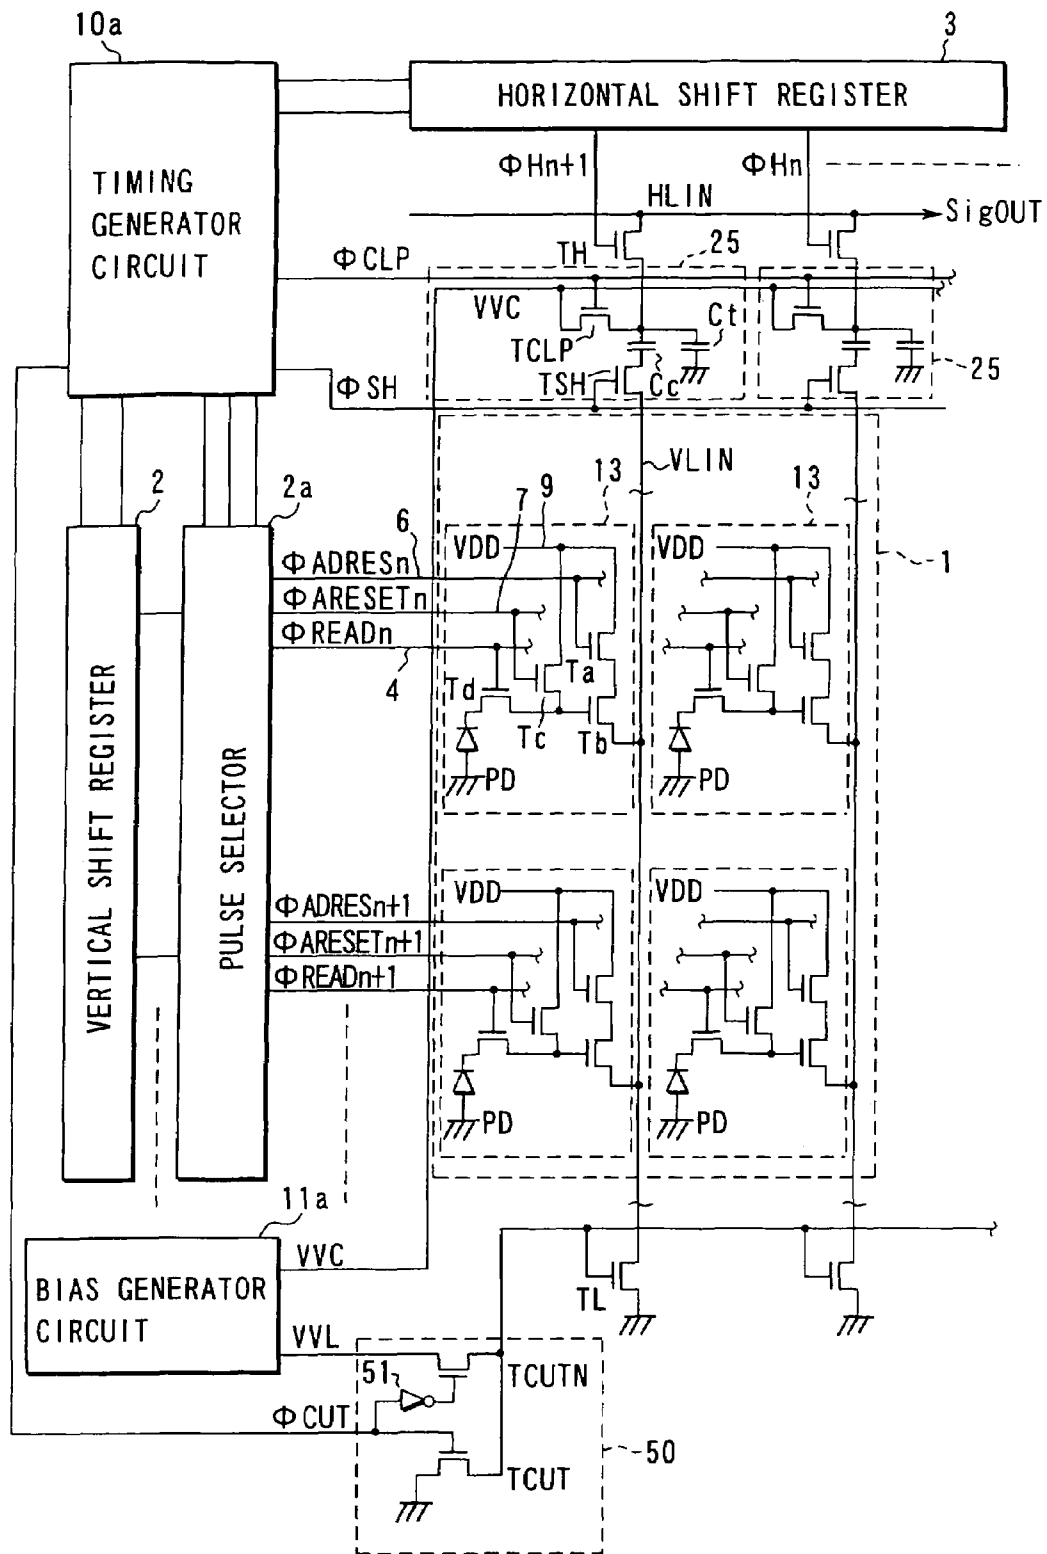 10a
3
HORIZONTAL SHIFT REGISTER
TIMING
GENERATOR
CIRCUIT
ΦHn+1
ΦHn
HLIN
SigOUT
TH
25
ΦCLP
VVC
TCLP
Ct
TSH
Cc
25
ΦSH
VLIN
2
2a
6
7
9
13
13
1
ΦADRESn
ΦARESETn
ΦREADn
4
VDD
VDD
Ta
Td
Tc
Tb
PD
PD
VERTICAL SHIFT REGISTER
PULSE SELECTOR
ΦADRESn+1
ΦARESETn+1
ΦREADn+1
VDD
VDD
PD
PD
11a
BIAS GENERATOR
CIRCUIT
VVC
VVL
TL
51
TCUTN
ΦCUT
TCUT
50